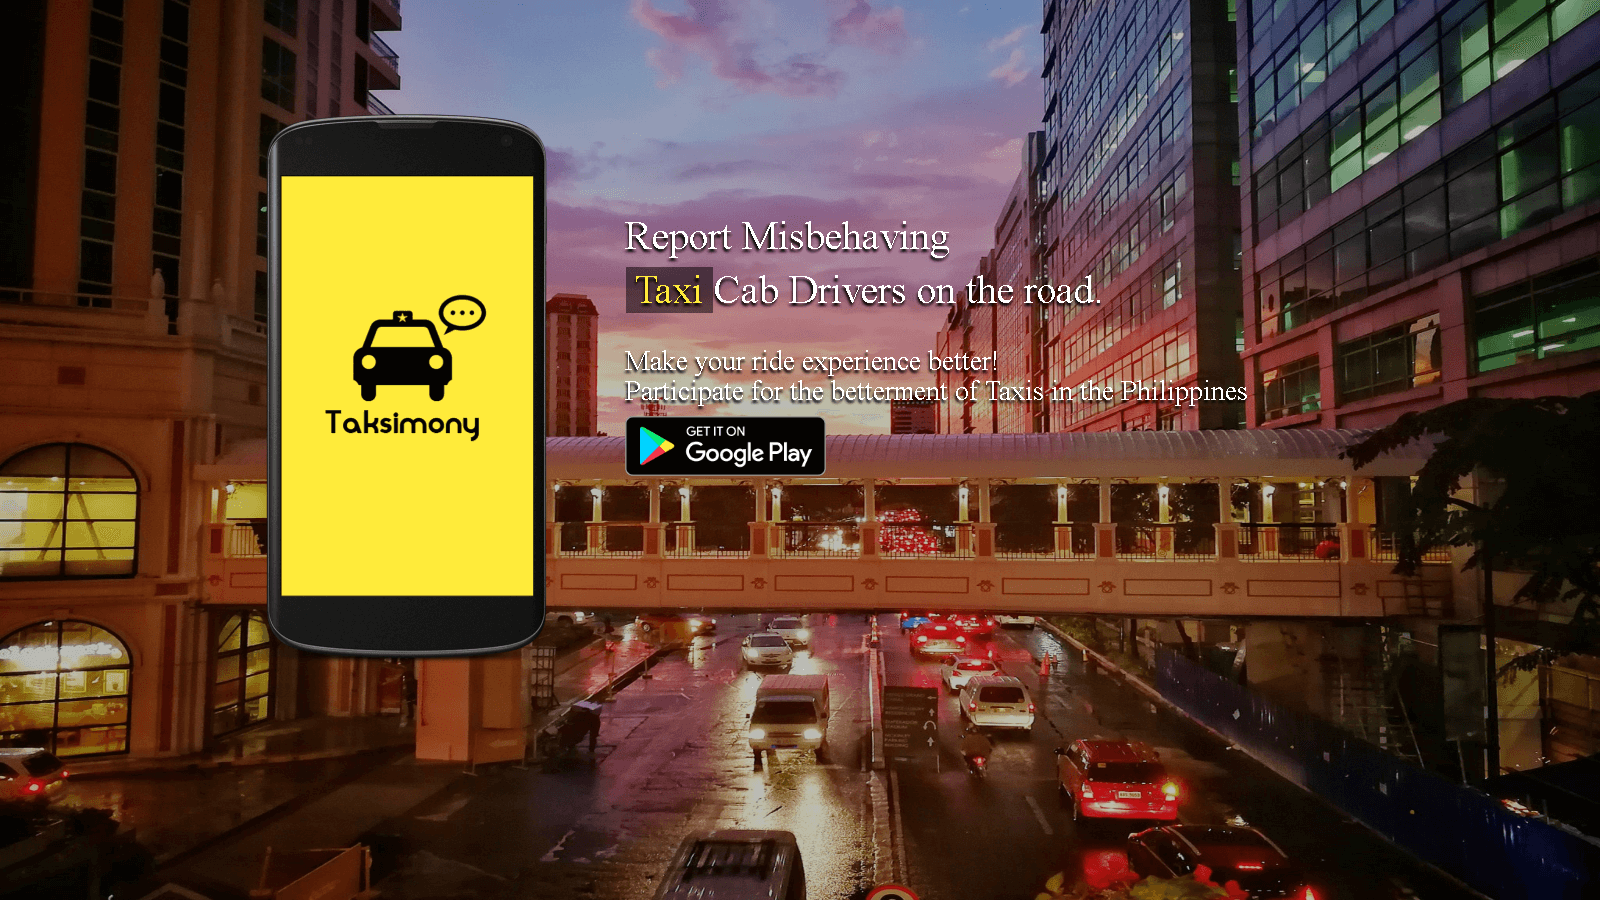 Report Misbehaving
Taxi Cab Drivers on the road.
Make your ride experience better!
Participate for the betterment of Taxis in the Philippines
GET IT ON
Google Play
Taksimony